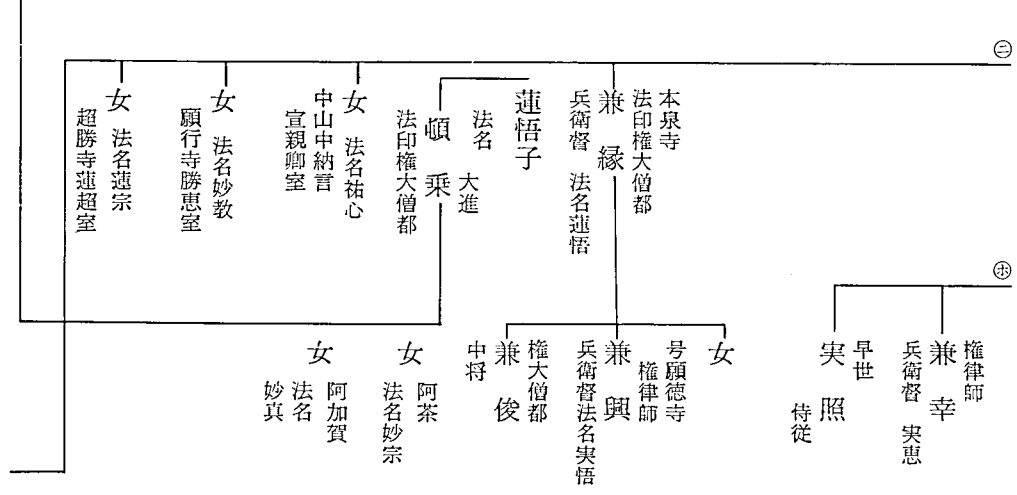 ㊁
本泉寺
法印権大僧都
兼縁
兵衛督 法名蓮悟
蓮悟子
法名
大進
頓乗
法印権大僧都
女 法名祐心
中山中納言
宣親卿室
女 法名妙教
願行寺勝恵室
女 法名蓮宗
超勝寺蓮超室
㋭
権律師
兼幸
兵衛督 実恵
早世
実照
侍従
女
号願徳寺
権律師
兼興
兵衛督法名実悟
権大僧都
兼俊
中将
女
阿茶
法名妙宗
女
阿加賀
法名
妙真